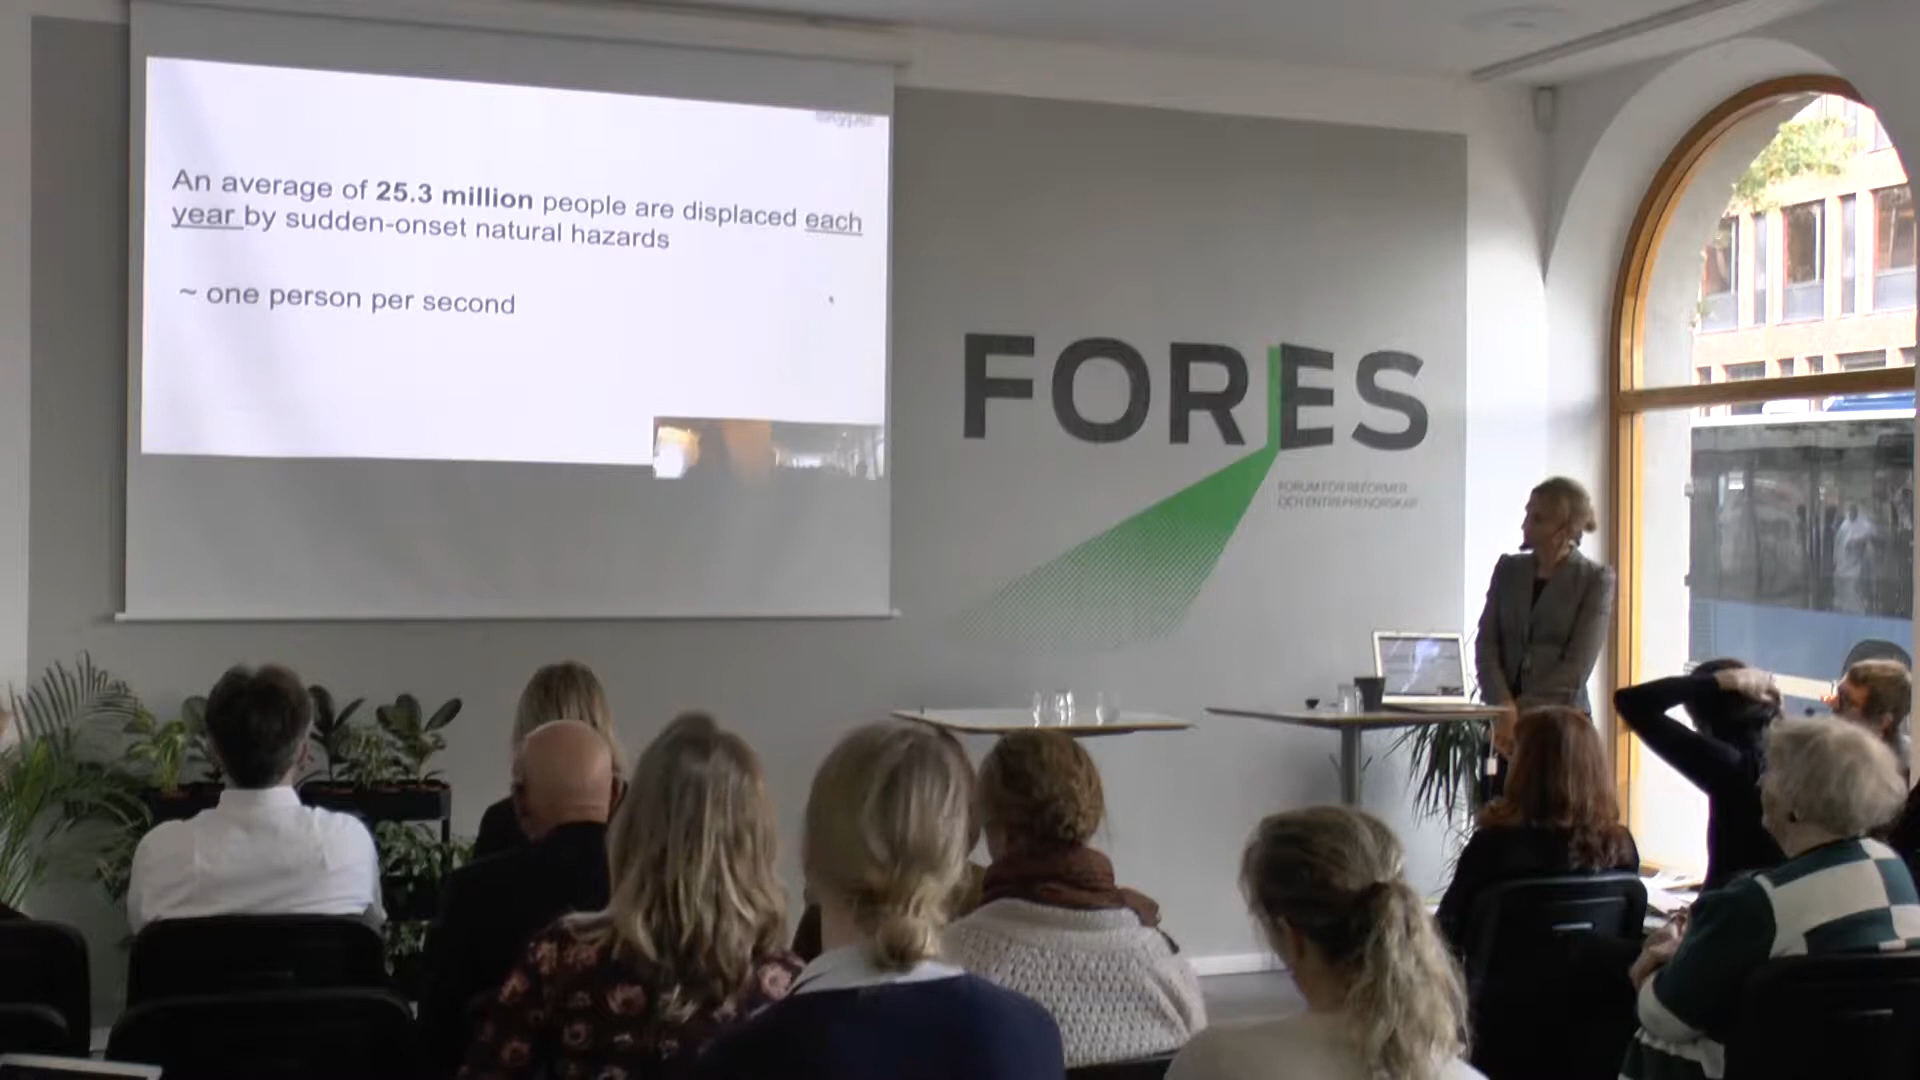 skype
An average of 25.3 million people are displaced each
year by sudden-onset natural hazards
~ one person per second
FORES
FORUM FÖR REFORMER
OCH ENTREPRENÖRSKAP